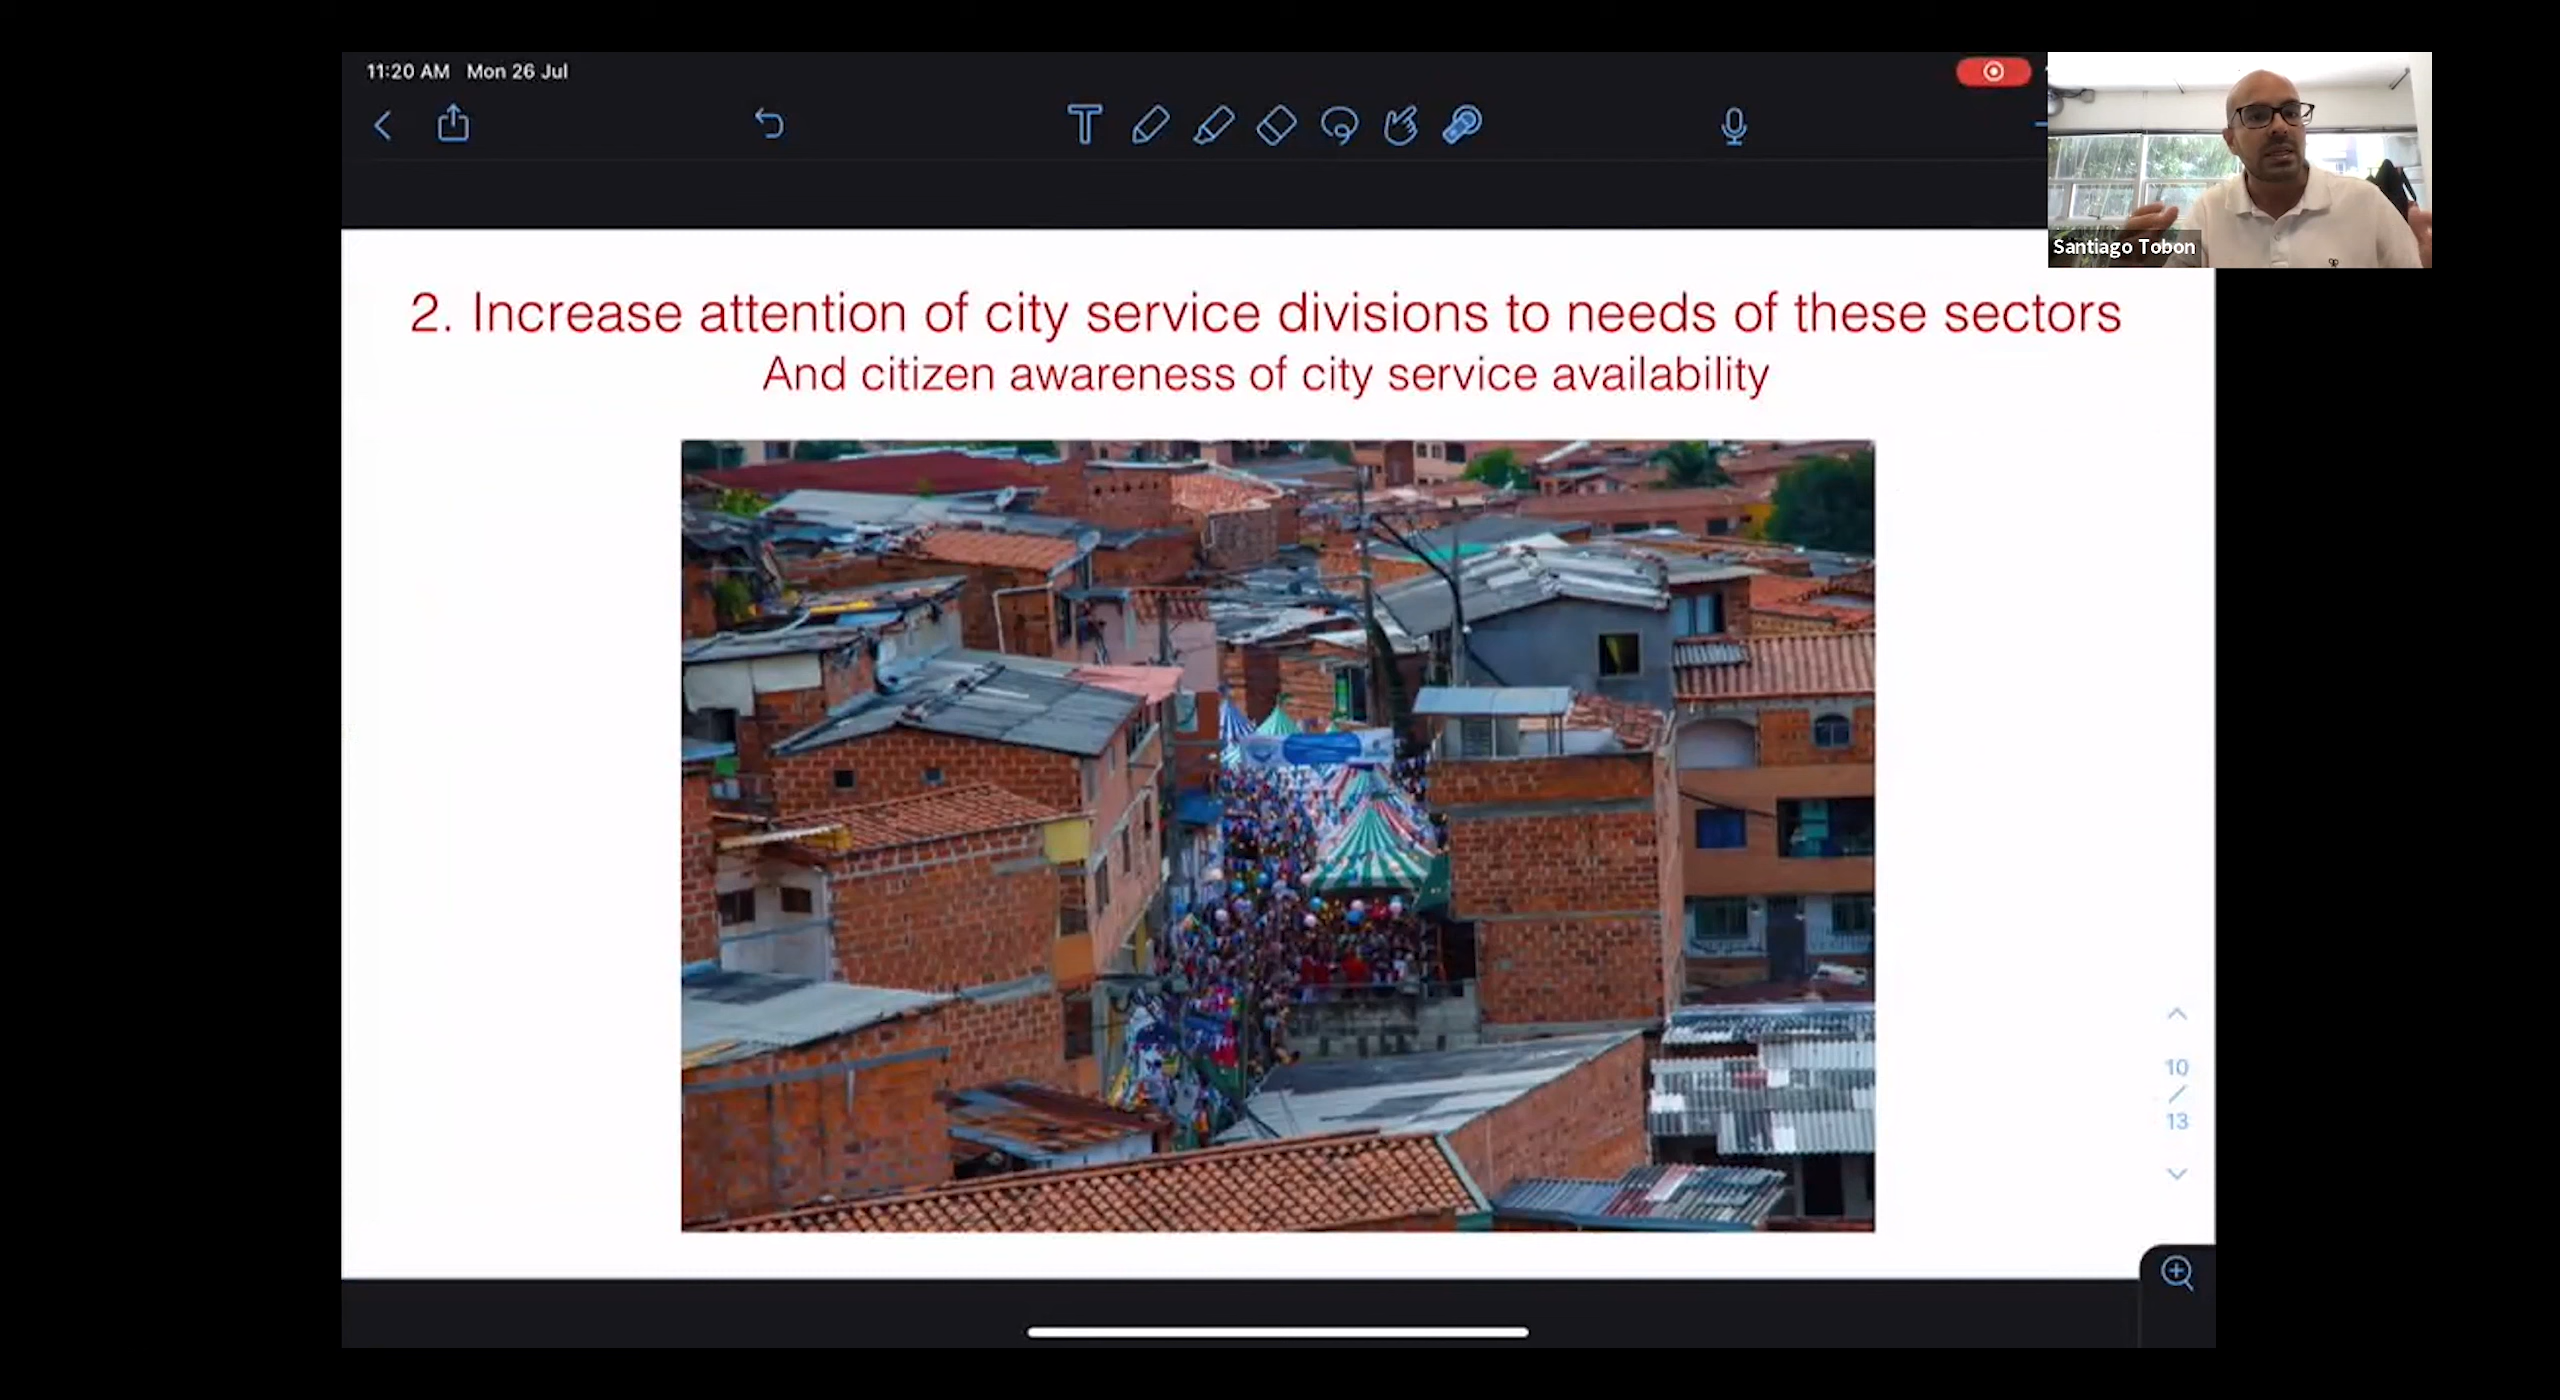 11:20 AM Mon 26 Jul
Santiago Tobon
2. Increase attention of city service divisions to needs of these sectors
And citizen awareness of city service availability
10
/
13